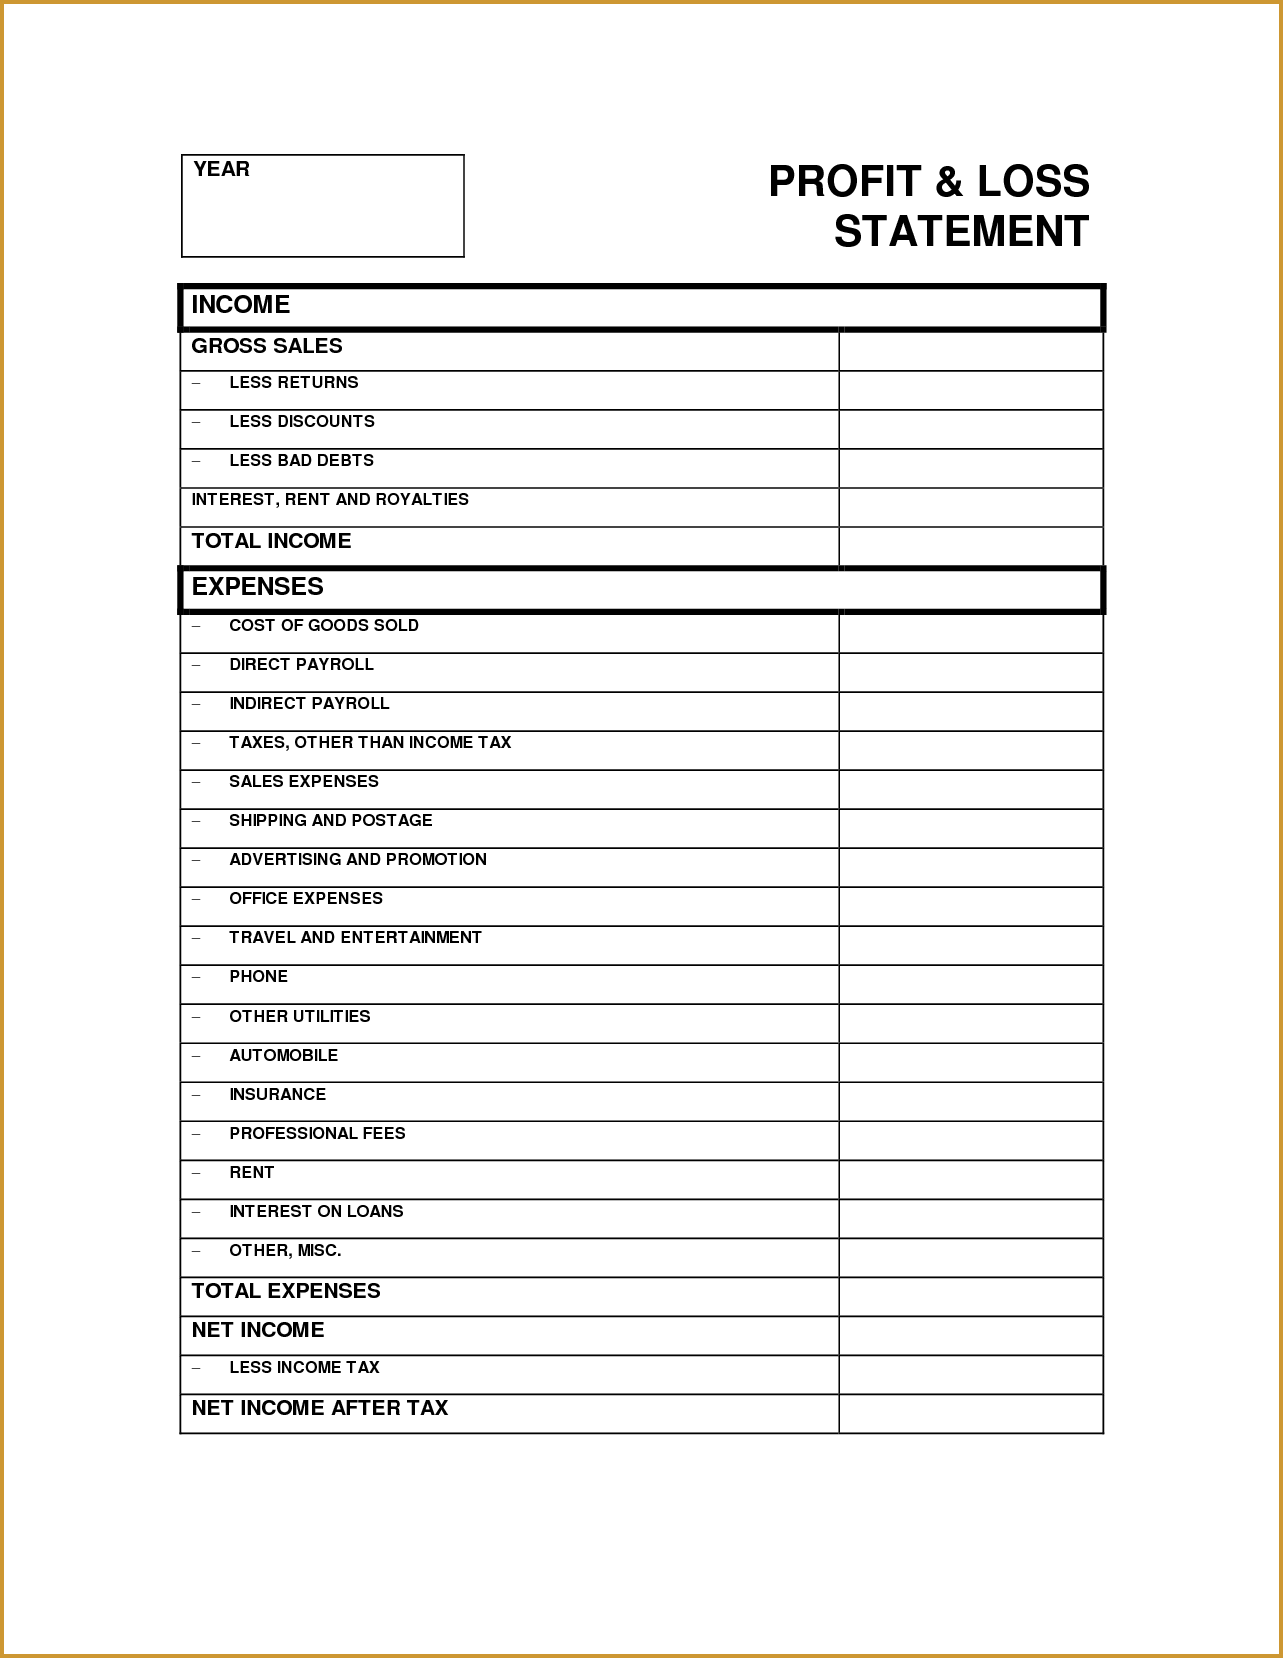 YEAR
PROFIT & LOSS
STATEMENT
INCOME
GROSS SALES
– LESS RETURNS
– LESS DISCOUNTS
– LESS BAD DEBTS
INTEREST, RENT AND ROYALTIES
TOTAL INCOME
EXPENSES
– COST OF GOODS SOLD
– DIRECT PAYROLL
– INDIRECT PAYROLL
– TAXES, OTHER THAN INCOME TAX
– SALES EXPENSES
– SHIPPING AND POSTAGE
– ADVERTISING AND PROMOTION
– OFFICE EXPENSES
– TRAVEL AND ENTERTAINMENT
– PHONE
– OTHER UTILITIES
– AUTOMOBILE
– INSURANCE
– PROFESSIONAL FEES
– RENT
– INTEREST ON LOANS
– OTHER, MISC.
TOTAL EXPENSES
NET INCOME
– LESS INCOME TAX
NET INCOME AFTER TAX